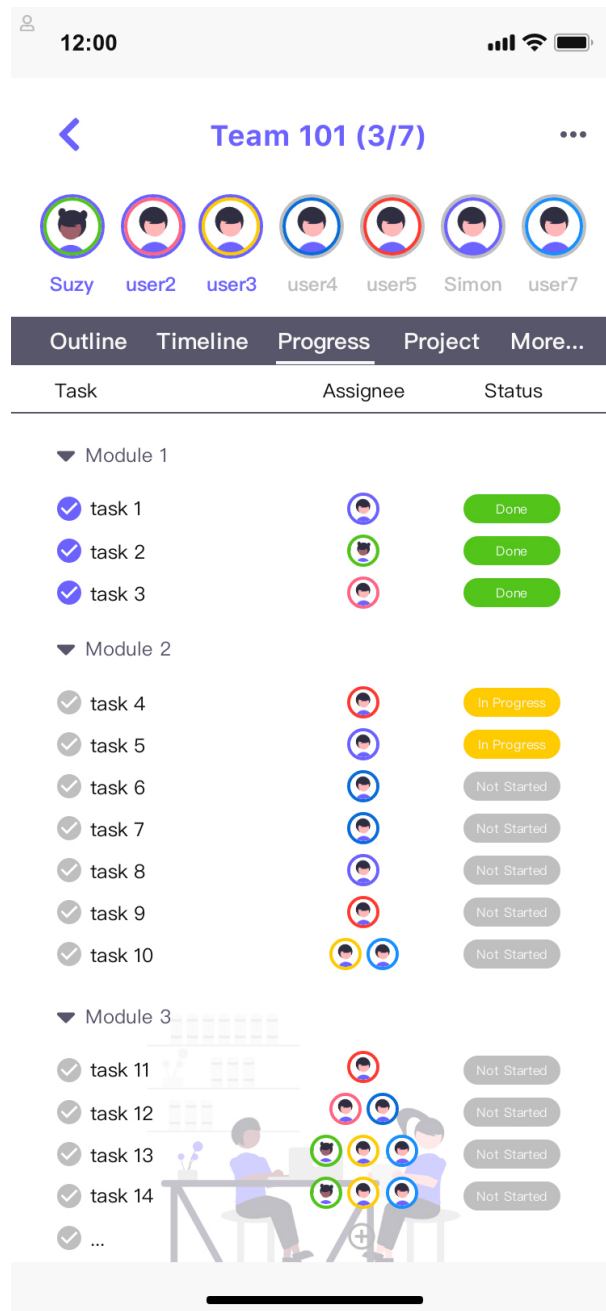 12:00
Team 101 (3/7)
Suzy user2 user3 user4 user5 Simon user7
Outline Timeline Progress Project More...
Task Assignee Status
Module 1
task 1 Done
task 2 Done
task 3 Done
Module 2
task 4 In Progress
task 5 In Progress
task 6 Not Started
task 7 Not Started
task 8 Not Started
task 9 Not Started
task 10 Not Started
Module 3
task 11 Not Started
task 12 Not Started
task 13 Not Started
task 14 Not Started
...